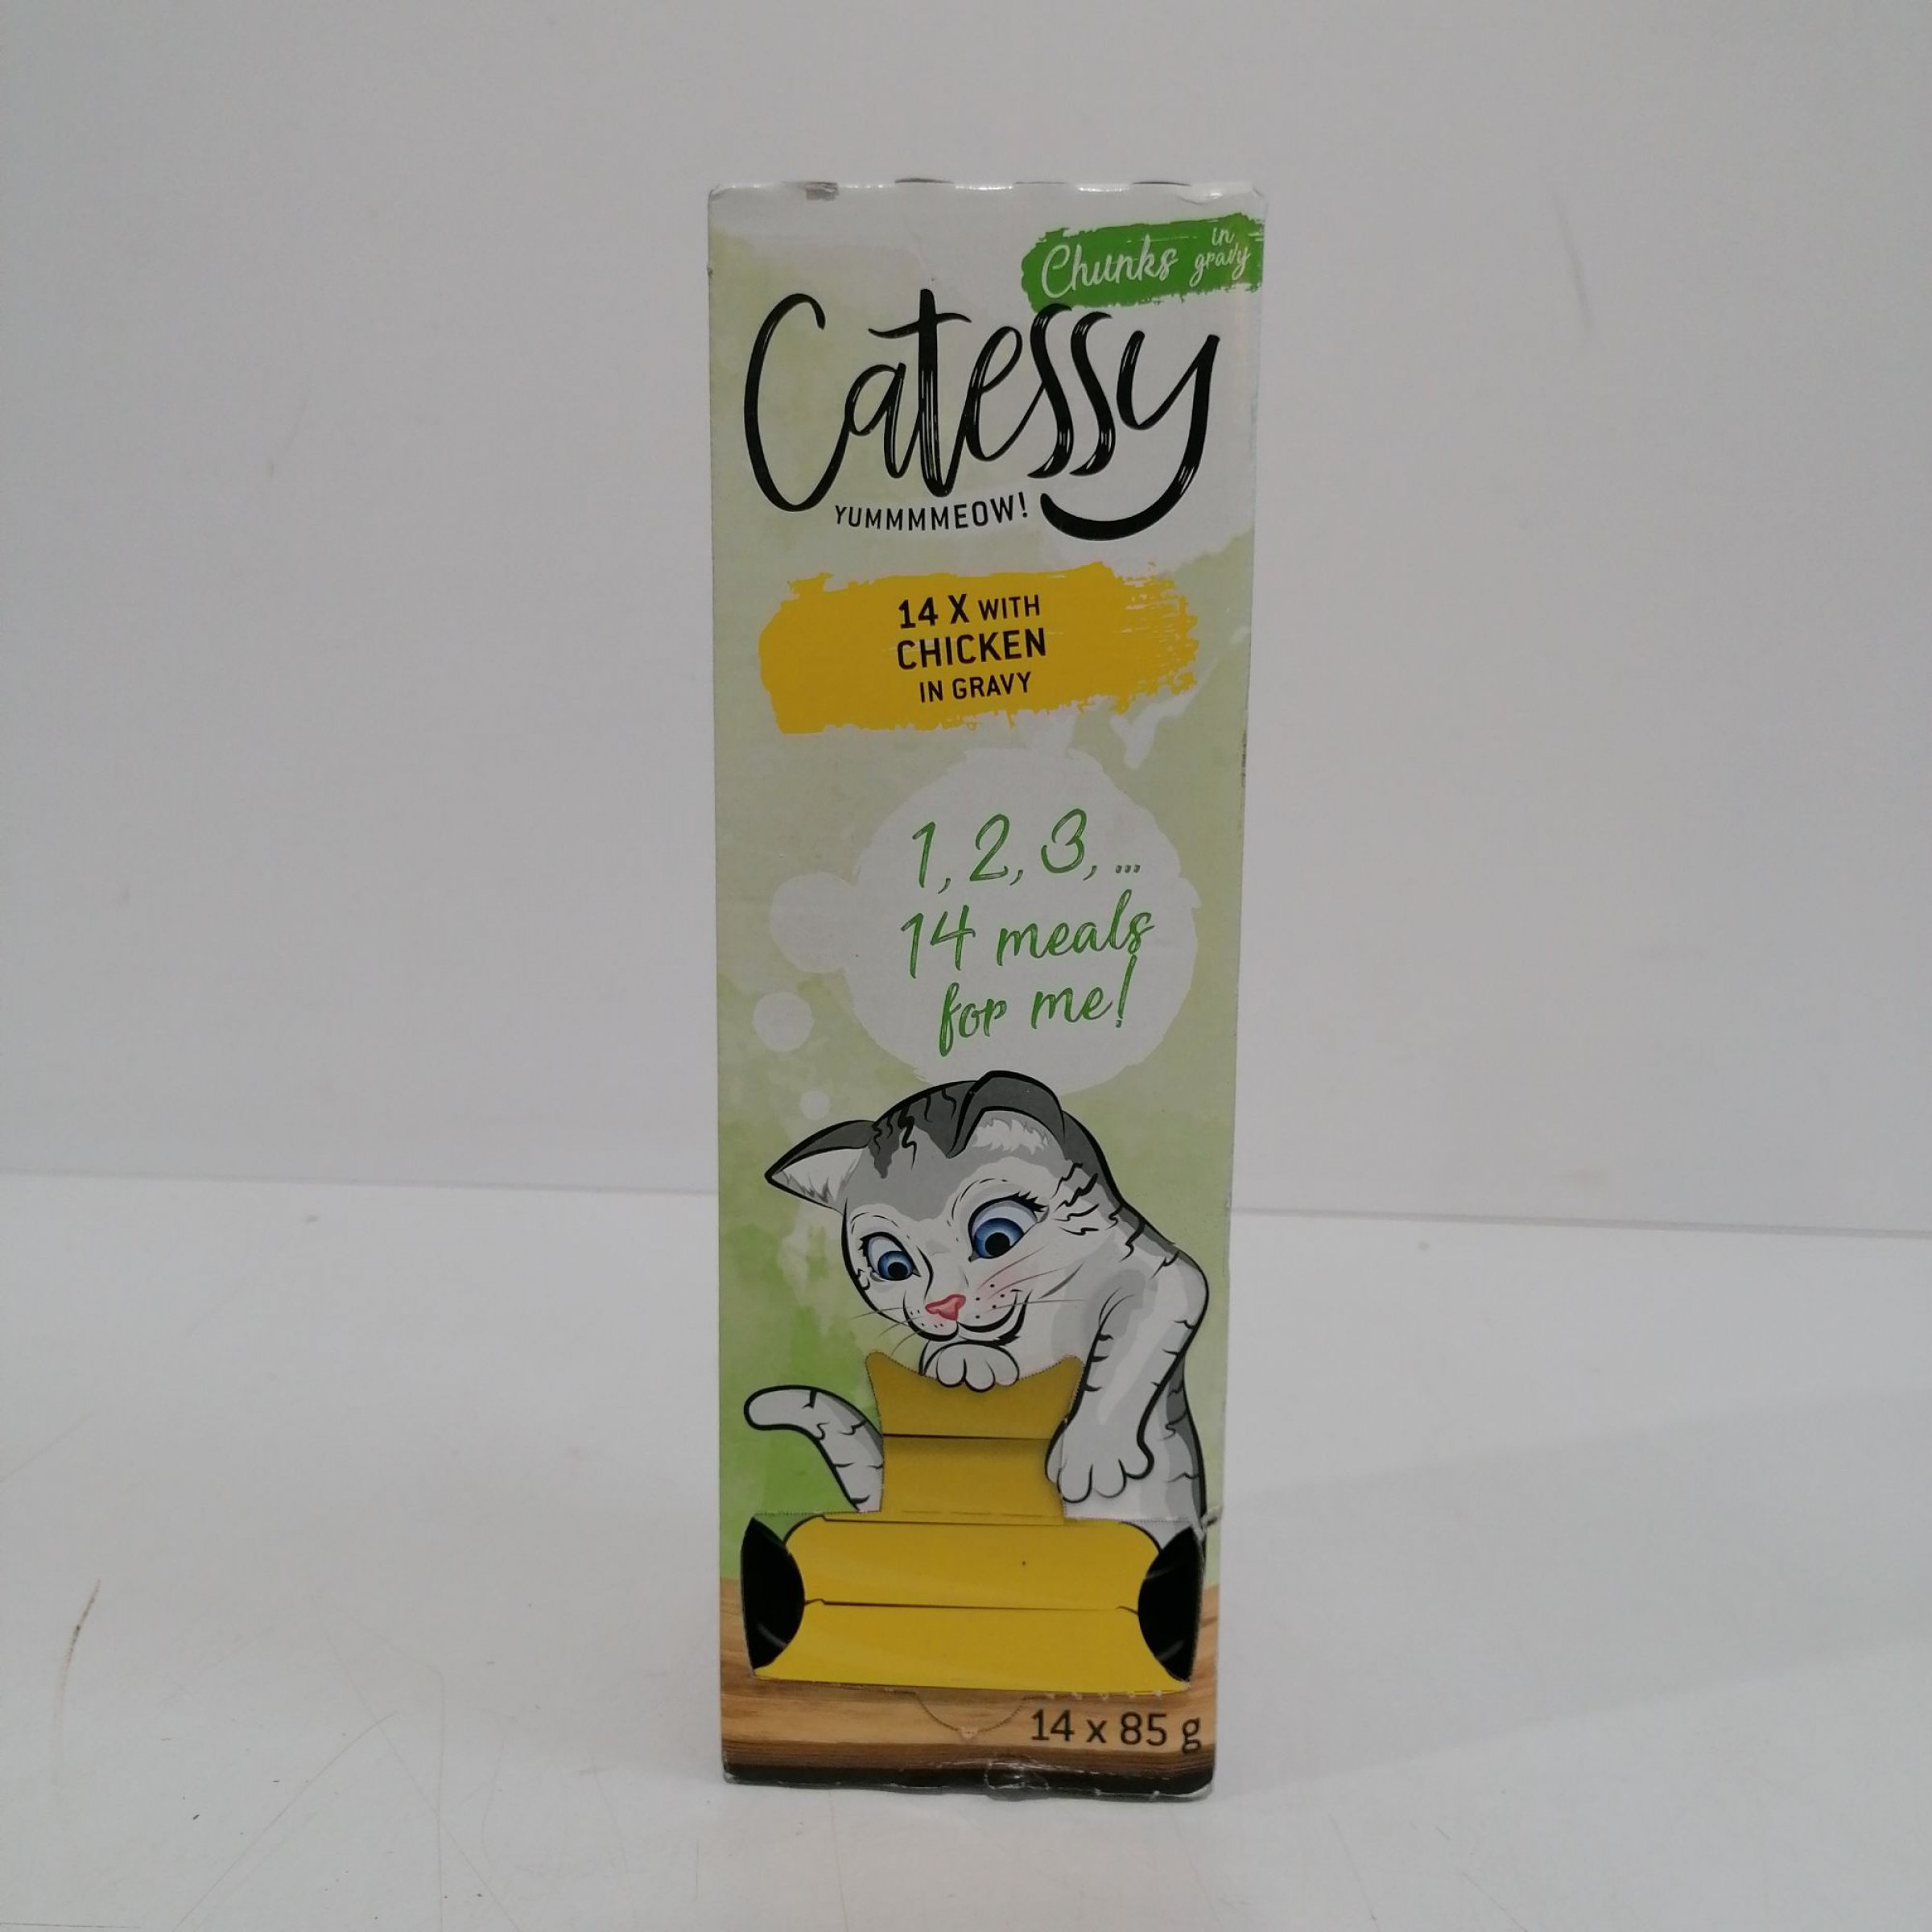 Chunks in gravy
Catessy
YUMMMMEOW!
14 X WITH
CHICKEN
IN GRAVY
1, 2, 3, ...
14 meals
for me!
14 x 85 g